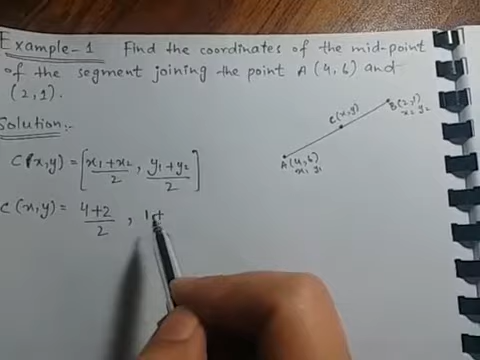 Example-1 Find the coordinates of the mid-point
of the segment joining the point A (4,6) and
(2,1).
Solution:-
C(x,y) = [x₁+x₂/2, y₁+y₂/2]
C(x,y) = 4+2/2, 1+
C(x,y)
B(2,1)
x₂ y₂
A(4,6)
x₁ y₁